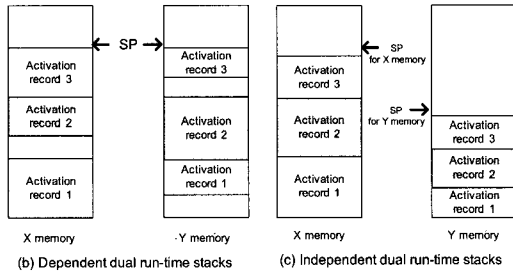 SP
Activation
record 3
Activation
record 2
Activation
record 1
X memory
Activation
record 3
Activation
record 2
Activation
record 1
Y memory
(b) Dependent dual run-time stacks
Activation
record 3
Activation
record 2
Activation
record 1
X memory
SP
for X memory
SP
for Y memory
Activation
record 3
Activation
record 2
Activation
record 1
Y memory
(c) Independent dual run-time stacks